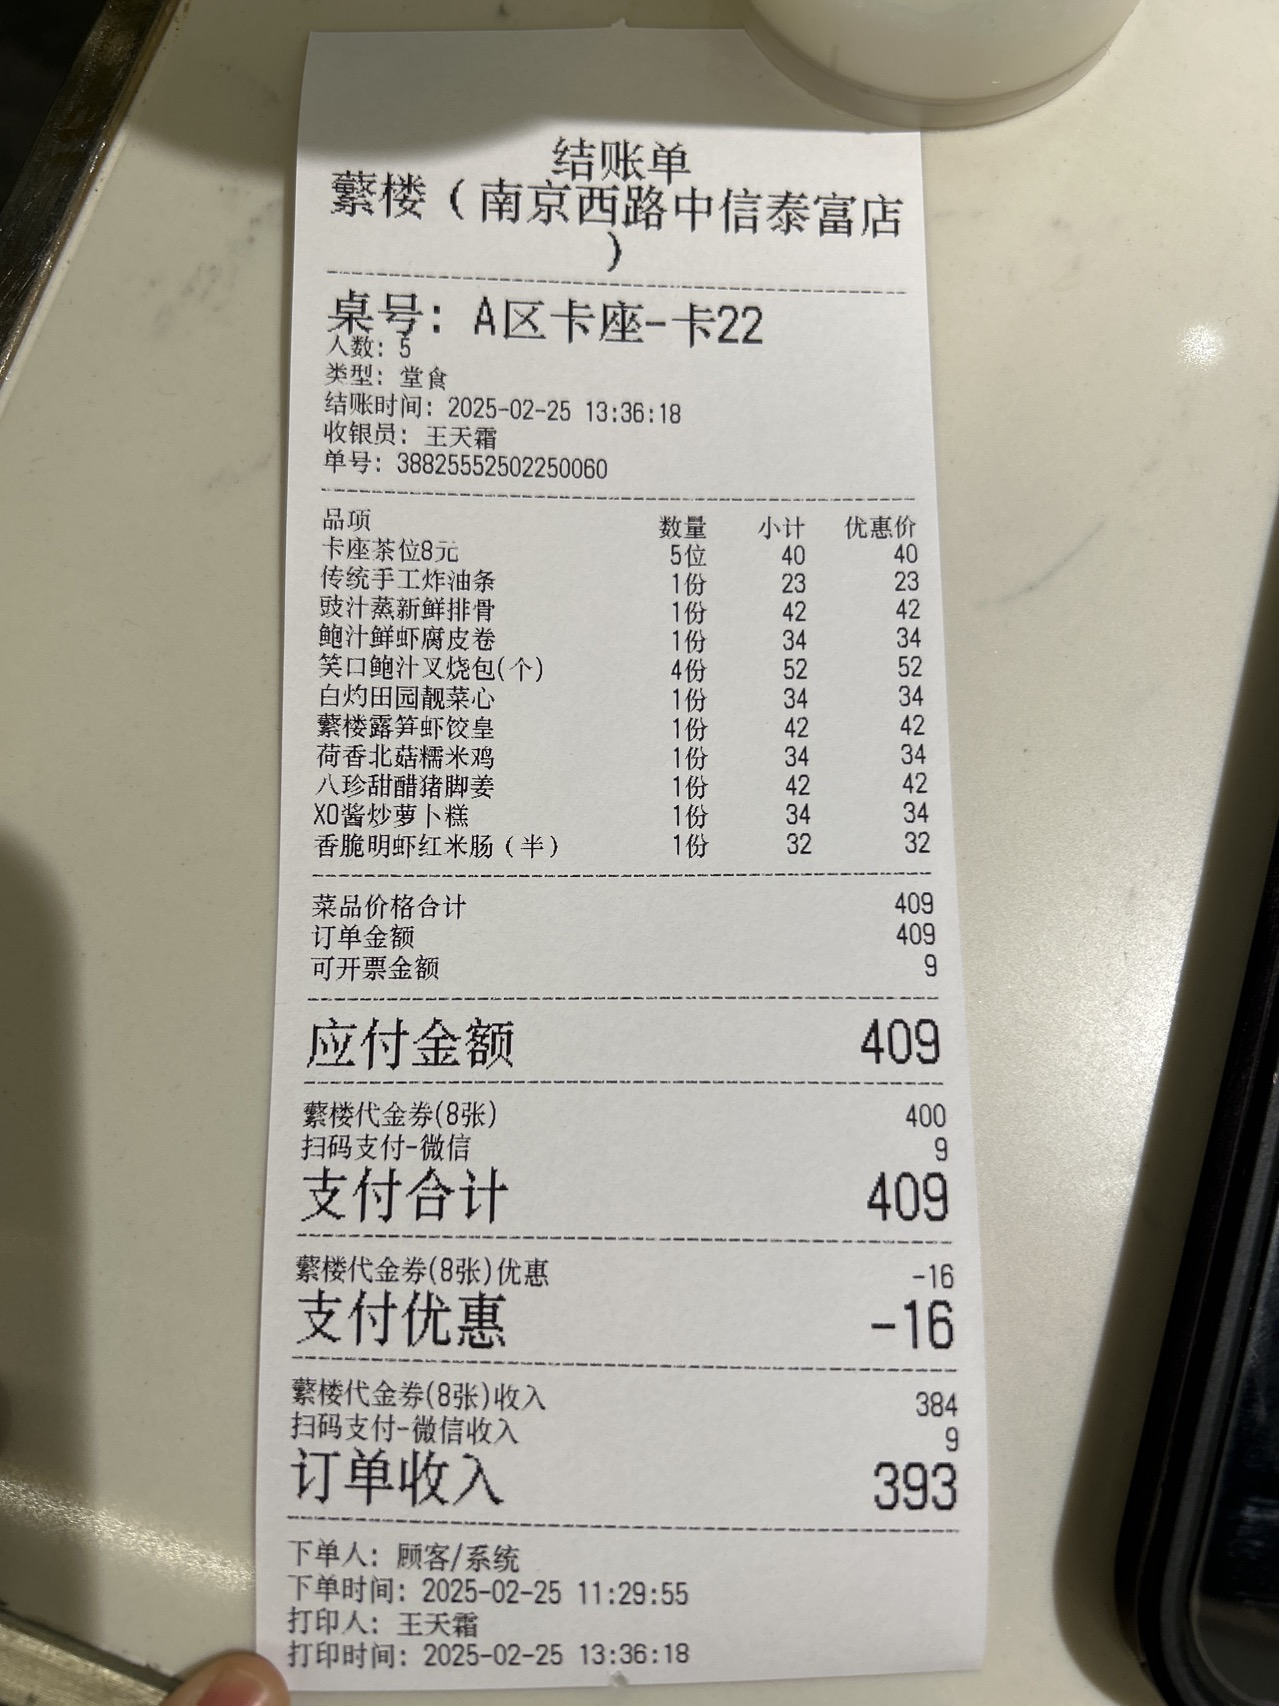 结账单
蘩楼（南京西路中信泰富店
）
桌号：A区卡座-卡22
人数：5
类型：堂食
结账时间：2025-02-25 13:36:18
收银员：王天霜
单号：38825552502250060
品项 数量 小计 优惠价
卡座茶位8元 5位 40 40
传统手工炸油条 1份 23 23
豉汁蒸新鲜排骨 1份 42 42
鲍汁鲜虾腐皮卷 1份 34 34
笑口鲍汁叉烧包(个) 4份 52 52
白灼田园靓菜心 1份 34 34
蘩楼露笋虾饺皇 1份 42 42
荷香北菇糯米鸡 1份 34 34
八珍甜醋猪脚姜 1份 42 42
XO酱炒萝卜糕 1份 34 34
香脆明虾红米肠（半） 1份 32 32
菜品价格合计 409
订单金额 409
可开票金额 9
应付金额 409
蘩楼代金券(8张) 400
扫码支付-微信 9
支付合计 409
蘩楼代金券(8张)优惠 -16
支付优惠 -16
蘩楼代金券(8张)收入 384
扫码支付-微信收入 9
订单收入 393
下单人：顾客/系统
下单时间：2025-02-25 11:29:55
打印人：王天霜
打印时间：2025-02-25 13:36:18